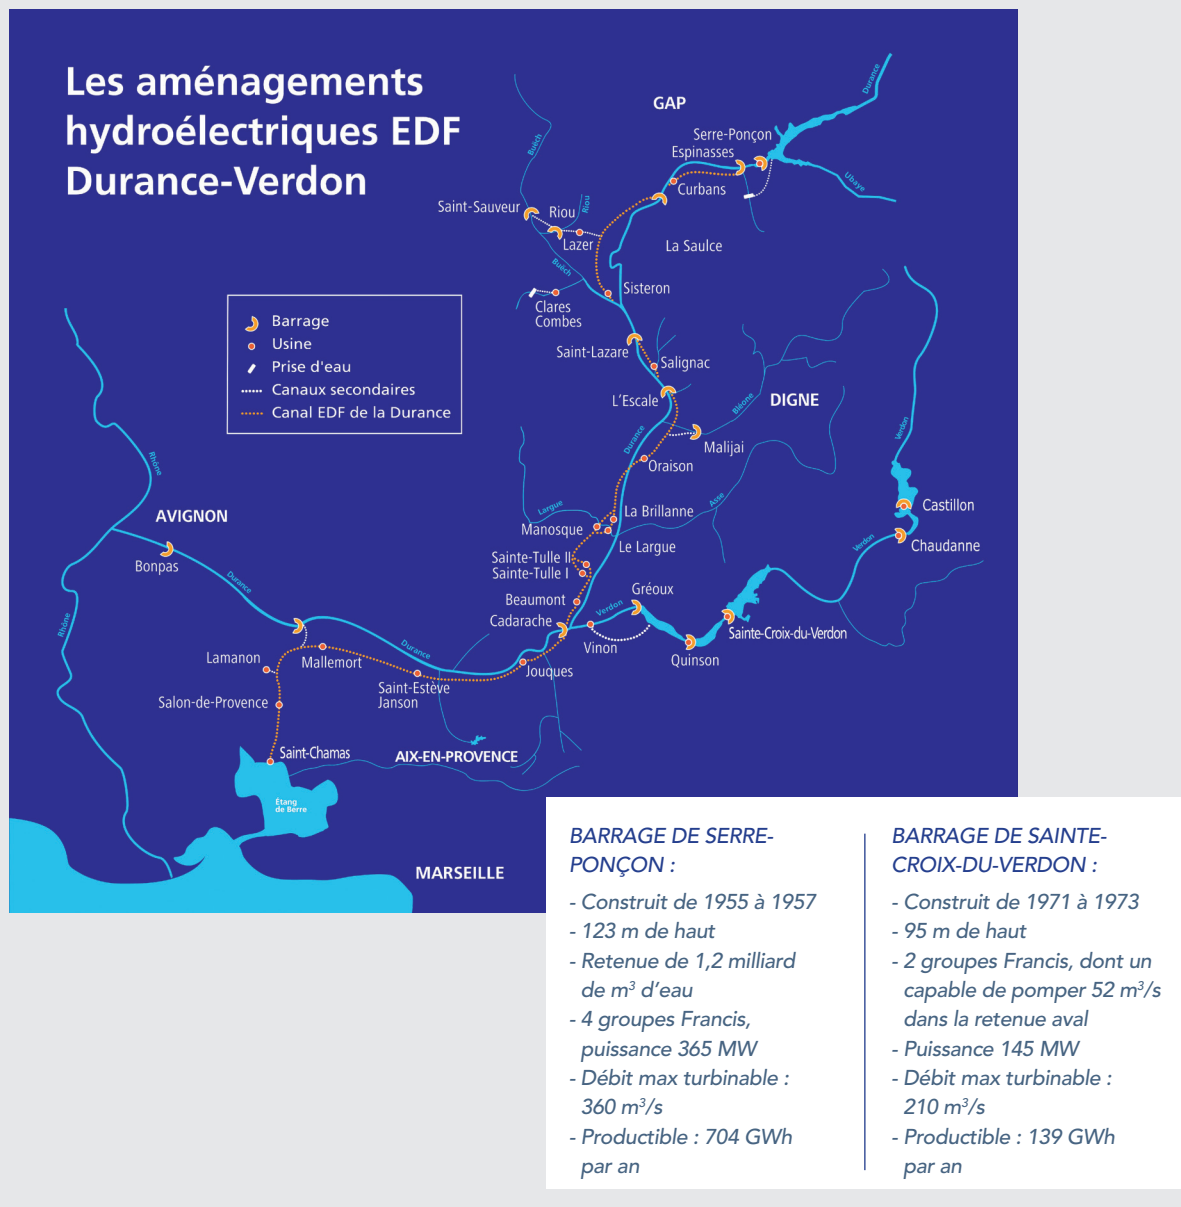 Les aménagements
hydroélectriques EDF
Durance-Verdon
GAP
Durance
Serre-Ponçon
Espinasses
Ubaye
Curbans
Buëch
Saint-Sauveur
Riou
Riou
Lazer
La Saulce
Buëch
Sisteron
Clares
Combes
Barrage
Usine
Prise d'eau
Canaux secondaires
Canal EDF de la Durance
Saint-Lazare
Salignac
L'Escale
Bléone
DIGNE
Durance
Malijai
Verdon
Oraison
Rhône
Largue
Asse
La Brillanne
Castillon
AVIGNON
Manosque
Le Largue
Verdon
Chaudanne
Bonpas
Sainte-Tulle II
Sainte-Tulle I
Durance
Beaumont
Gréoux
Verdon
Cadarache
Rhône
Sainte-Croix-du-Verdon
Vinon
Quinson
Durance
Lamanon
Mallemort
Jouques
Saint-Estève
Janson
Salon-de-Provence
Saint-Chamas
AIX-EN-PROVENCE
Étang
de Berre
MARSEILLE
BARRAGE DE SERRE-
PONÇON :
- Construit de 1955 à 1957
- 123 m de haut
- Retenue de 1,2 milliard
de m³ d'eau
- 4 groupes Francis,
puissance 365 MW
- Débit max turbinable :
360 m³/s
- Productible : 704 GWh
par an
BARRAGE DE SAINTE-
CROIX-DU-VERDON :
- Construit de 1971 à 1973
- 95 m de haut
- 2 groupes Francis, dont un
capable de pomper 52 m³/s
dans la retenue aval
- Puissance 145 MW
- Débit max turbinable :
210 m³/s
- Productible : 139 GWh
par an